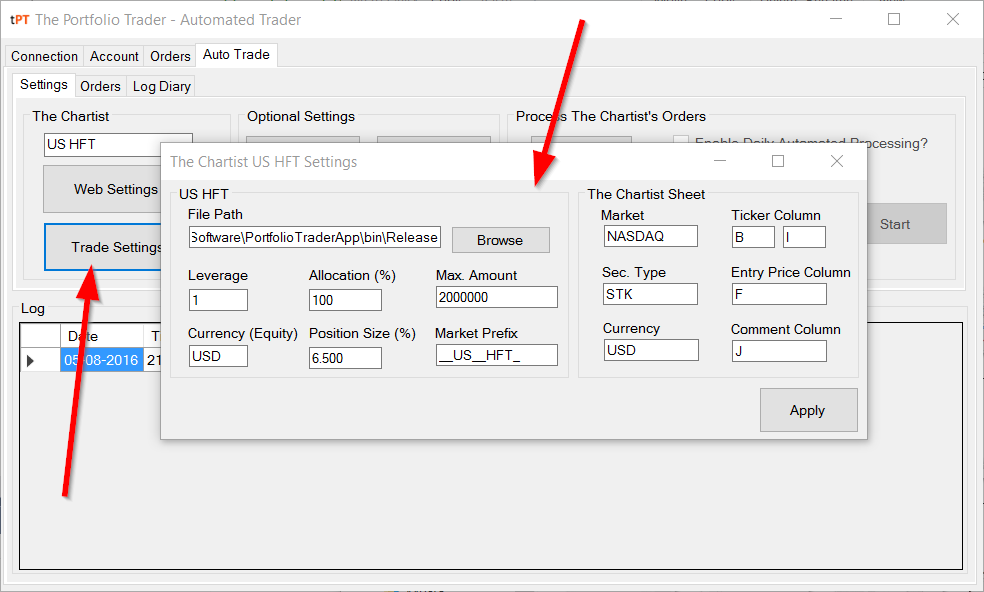 tPT The Portfolio Trader - Automated Trader
Connection Account Orders Auto Trade
Settings Orders Log Diary
The Chartist
Optional Settings
Process The Chartist's Orders
US HFT
Enable Daily Automated Processing?
Web Settings
Trade Settings
Start
The Chartist US HFT Settings
US HFT
File Path
Software\PortfolioTraderApp\bin\Release
Browse
Leverage Allocation (%) Max. Amount
1 100 2000000
Currency (Equity) Position Size (%) Market Prefix
USD 6.500 __US__HFT_
The Chartist Sheet
Market Ticker Column
NASDAQ B I
Sec. Type Entry Price Column
STK F
Currency Comment Column
USD J
Apply
Log
Date
05-08-2016 21